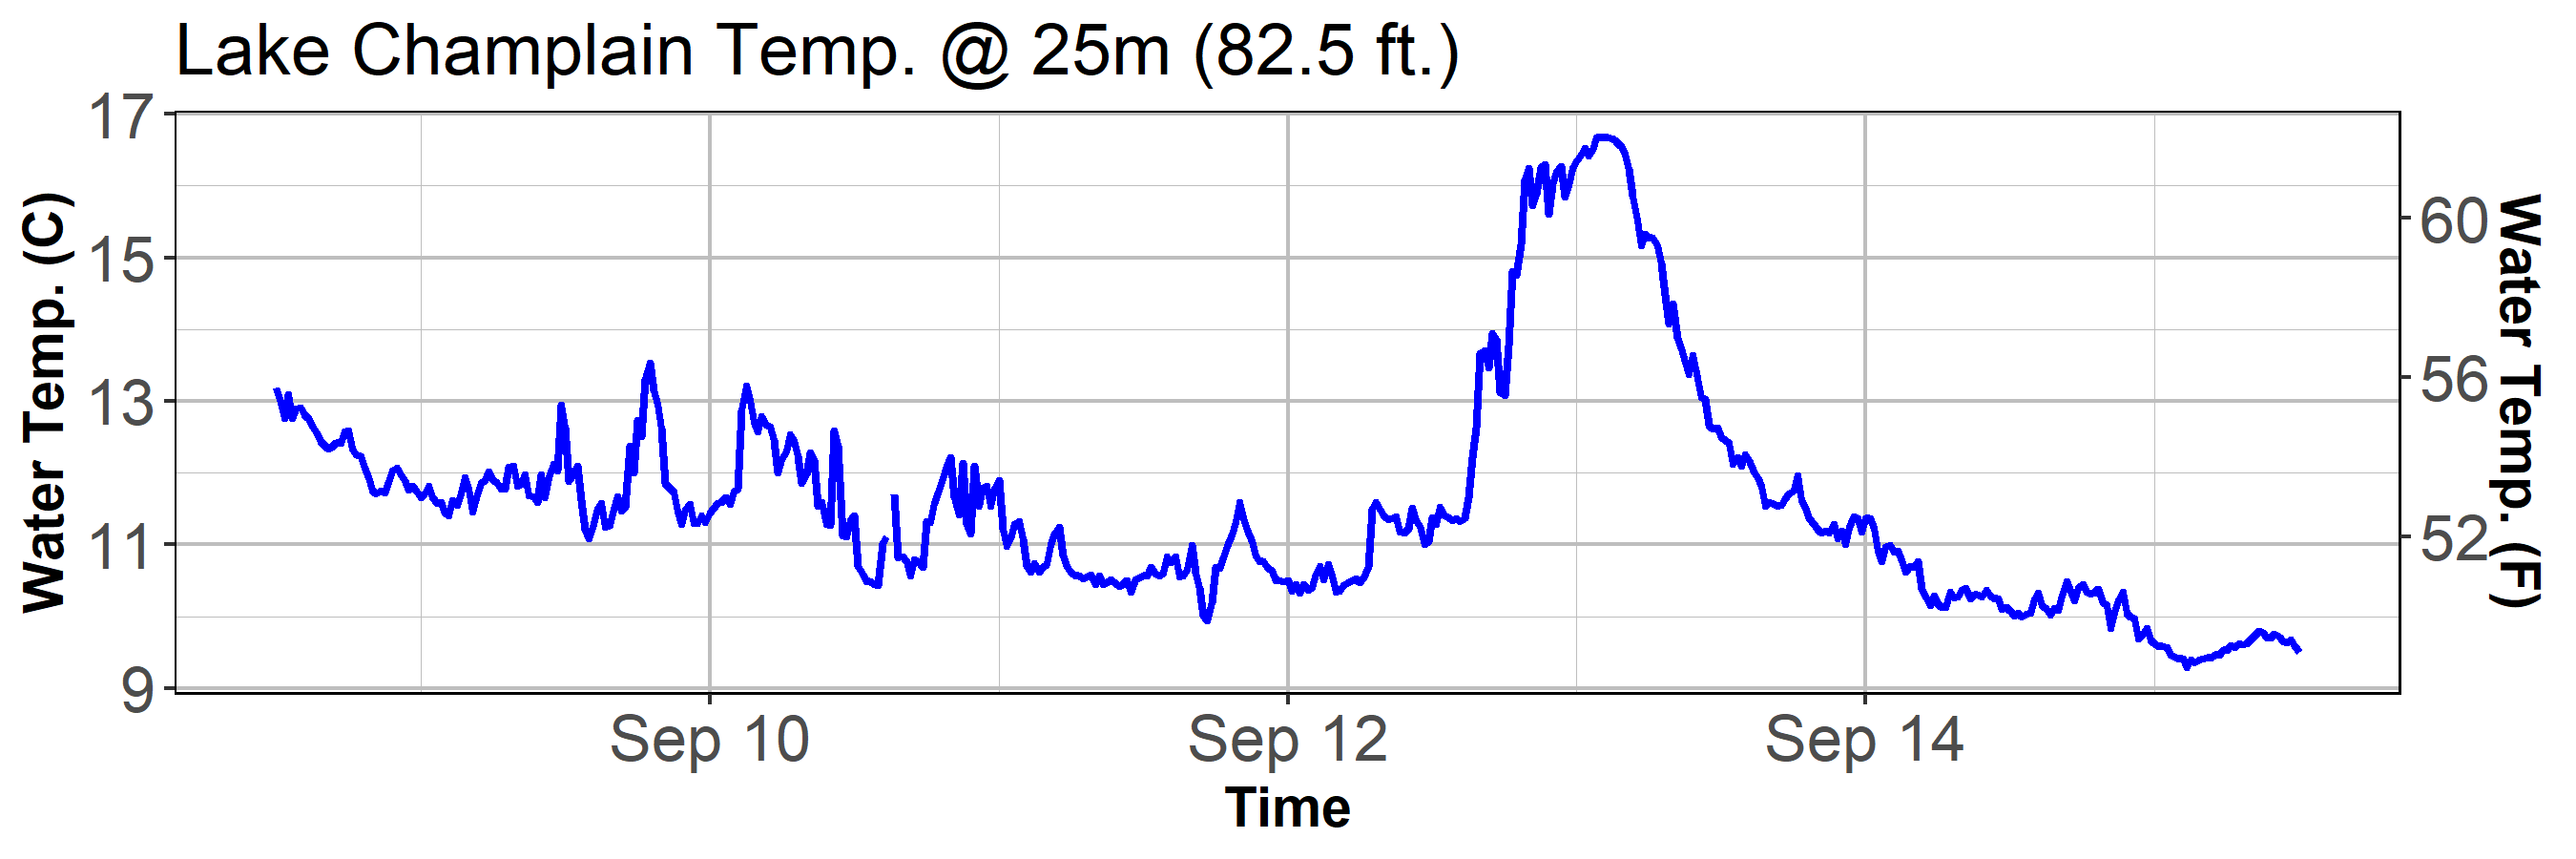 Lake Champlain Temp. @ 25m (82.5 ft.)
Water Temp. (C)
17
15
13
11
9
60
56
52
Water Temp. (F)
Sep 10
Sep 12
Sep 14
Time